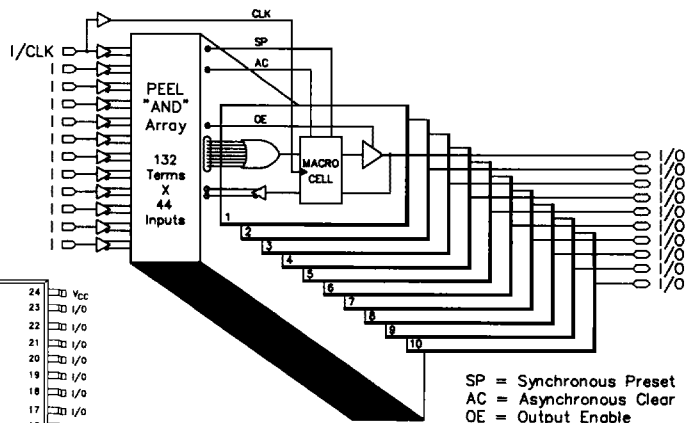 CLK
I/CLK
SP
I
AC
I
PEEL
I
"AND"
I
Array
OE
I
I
132
Terms
X
44
Inputs
I
I
I
I
I
MACRO
CELL
I/O
I/O
I/O
I/O
I/O
I/O
I/O
I/O
I/O
I/O
1
2
3
4
5
6
7
8
9
10
24 VCC
23 I/O
22 I/O
21 I/O
20 I/O
19 I/O
18 I/O
17 I/O
SP = Synchronous Preset
AC = Asynchronous Clear
OE = Output Enable